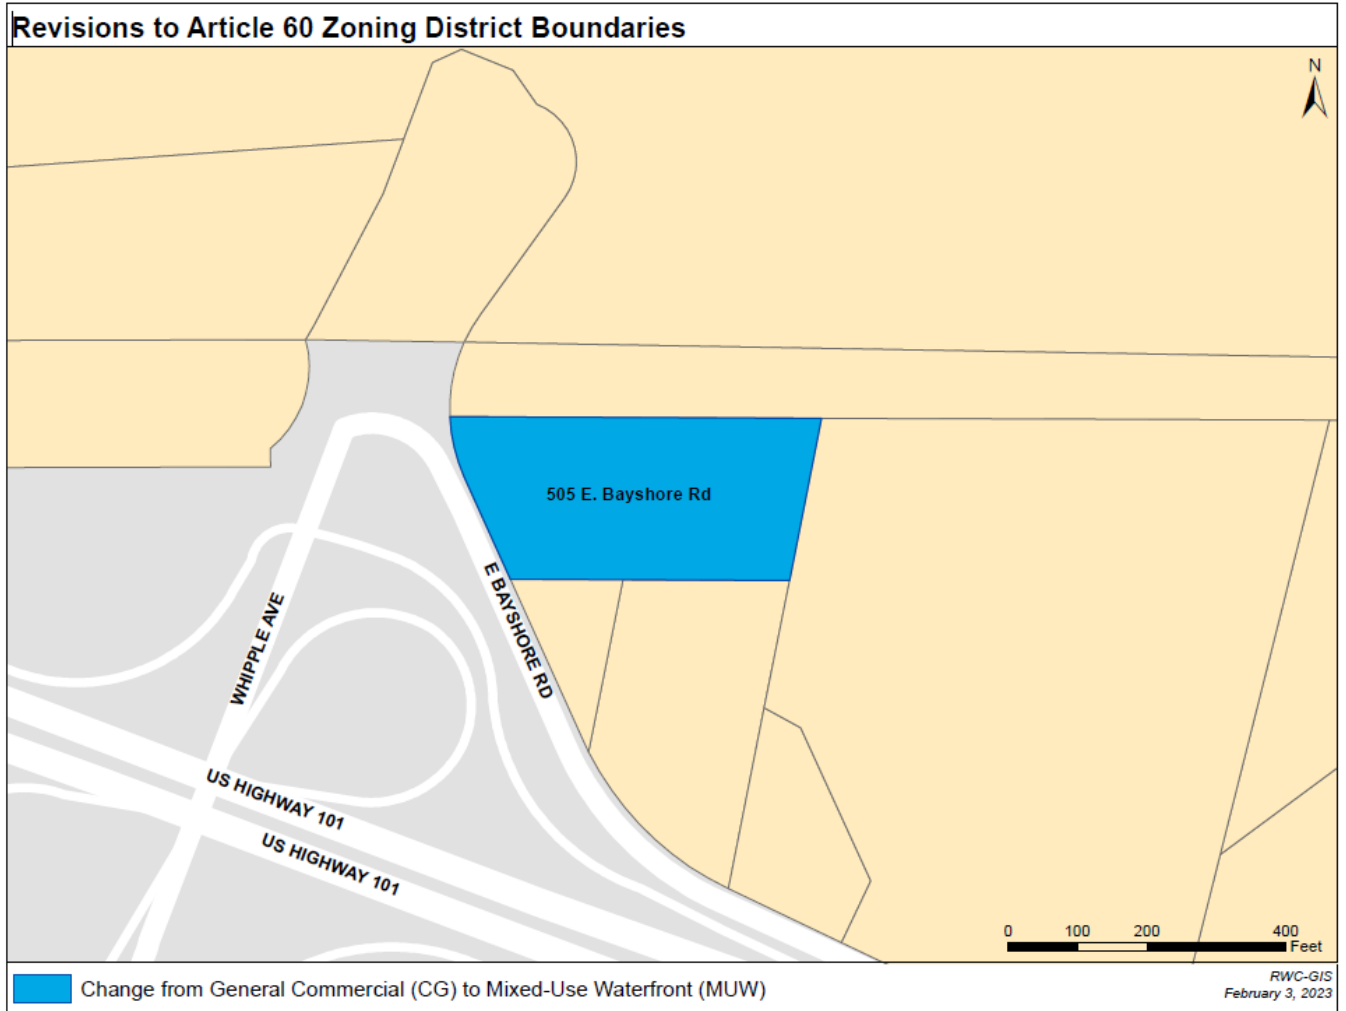 Revisions to Article 60 Zoning District Boundaries
N
505 E. Bayshore Rd
E BAYSHORE RD
WHIPPLE AVE
US HIGHWAY 101
US HIGHWAY 101
0 100 200 400
Feet
Change from General Commercial (CG) to Mixed-Use Waterfront (MUW)
RWC-GIS
February 3, 2023